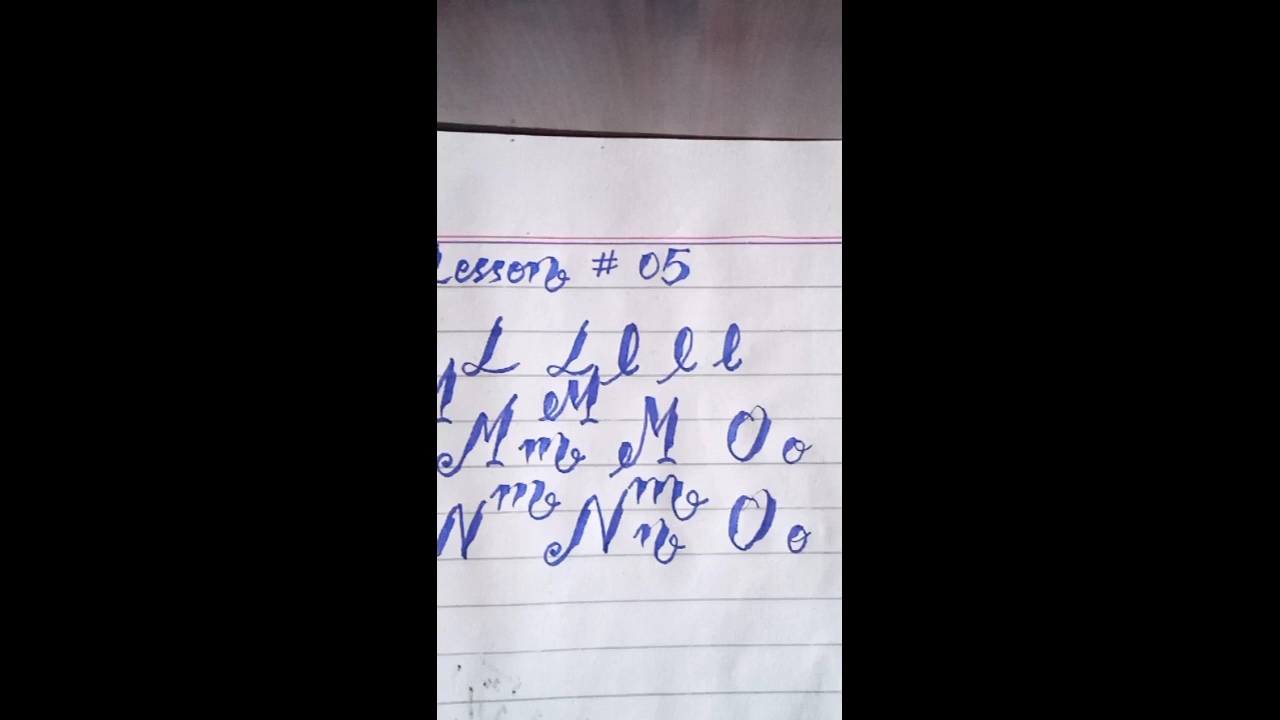 Lesson # 05
L L l l l
M M
M m M O o
m m
N N n O o